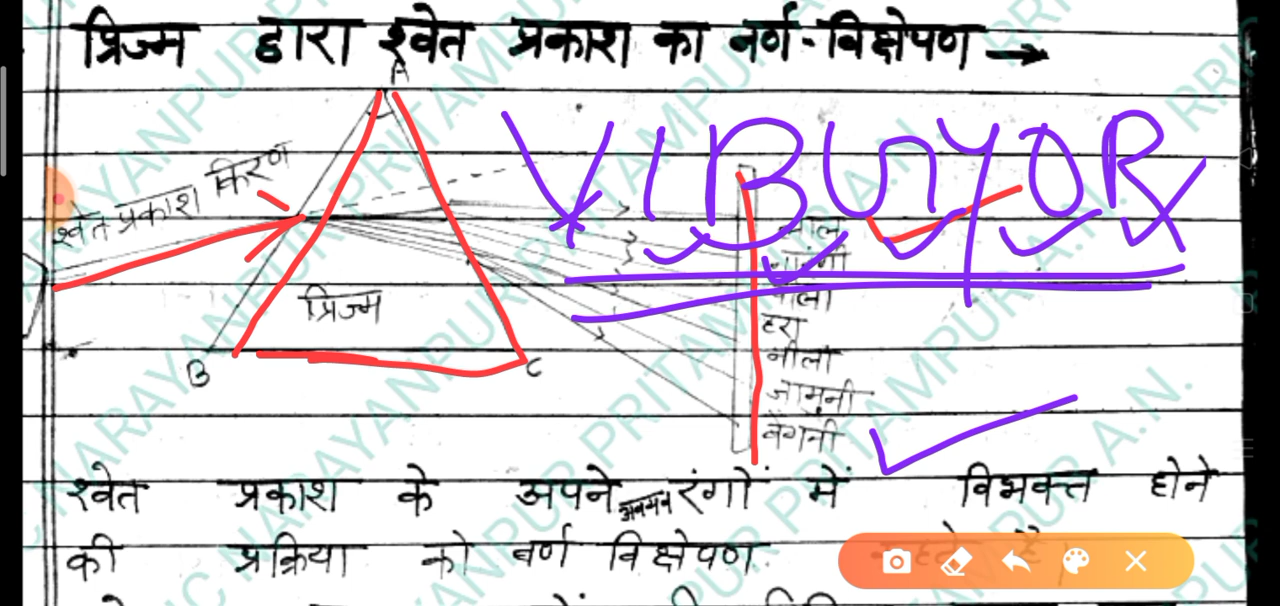 प्रिज्म द्वारा श्वेत प्रकाश का वर्ण-विक्षेपण →
A
श्वेत प्रकाश किरण
VIBGYOR
लाल
नारंगी
पीला
हरा
नीला
जामुनी
बैंगनी
प्रिज्म
B
C
श्वेत प्रकाश के अपने अवयव रंगों में विभक्त होने
की प्रक्रिया को वर्ण विक्षेपण